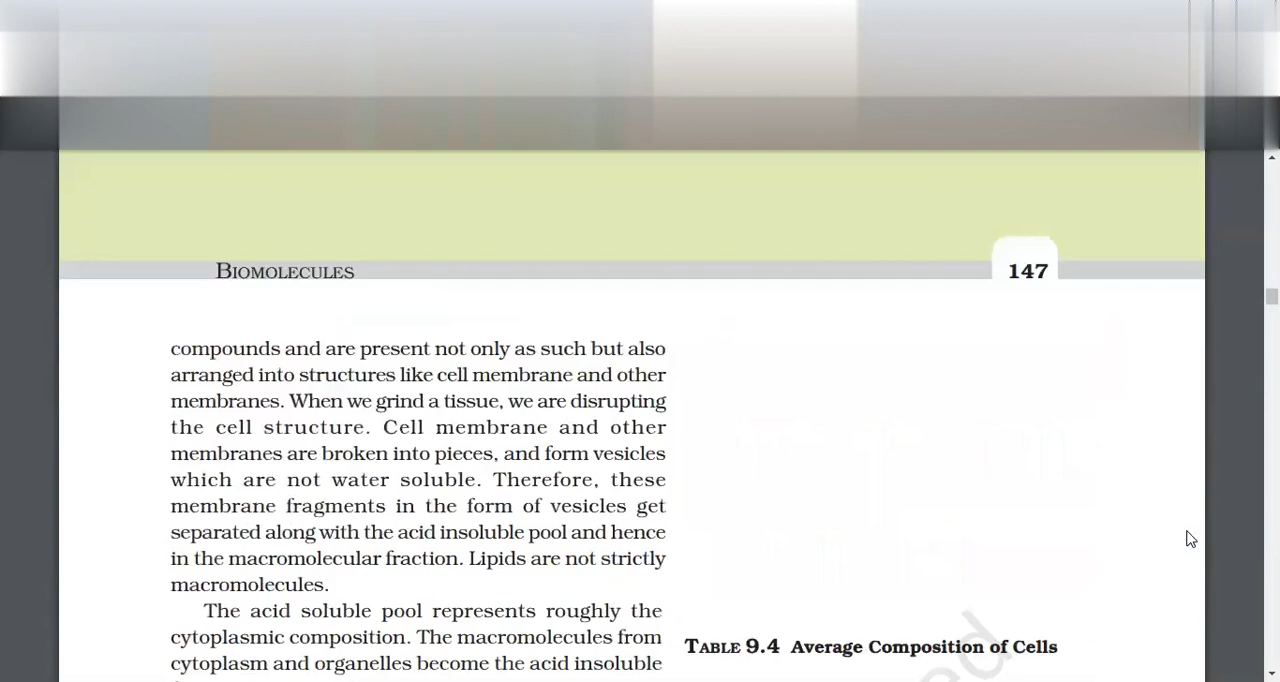 BIOMOLECULES
147
compounds and are present not only as such but also
arranged into structures like cell membrane and other
membranes. When we grind a tissue, we are disrupting
the cell structure. Cell membrane and other
membranes are broken into pieces, and form vesicles
which are not water soluble. Therefore, these
membrane fragments in the form of vesicles get
separated along with the acid insoluble pool and hence
in the macromolecular fraction. Lipids are not strictly
macromolecules.
The acid soluble pool represents roughly the
cytoplasmic composition. The macromolecules from
cytoplasm and organelles become the acid insoluble
TABLE 9.4 Average Composition of Cells